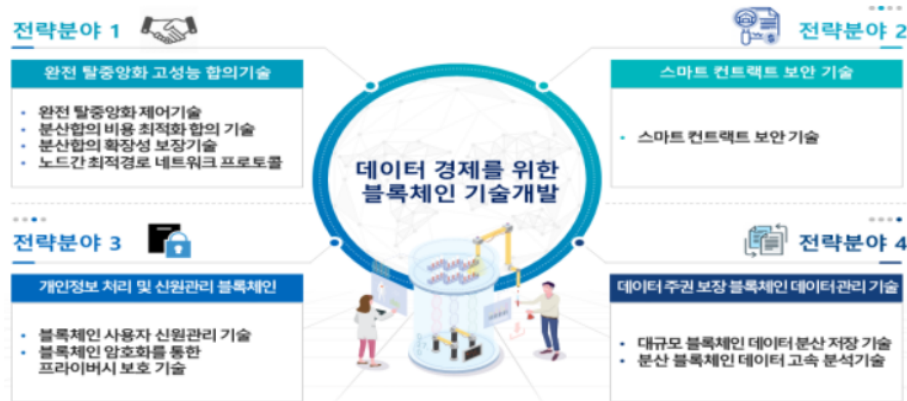 전략분야 1
완전 탈중앙화 고성능 합의기술
• 완전 탈중앙화 제어기술
• 분산합의 비용 최적화 합의 기술
• 분산합의 확장성 보장기술
• 노드간 최적경로 네트워크 프로토콜
전략분야 2
스마트 컨트랙트 보안 기술
• 스마트 컨트랙트 보안 기술
데이터 경제를 위한
블록체인 기술개발
전략분야 3
개인정보 처리 및 신원관리 블록체인
• 블록체인 사용자 신원관리 기술
• 블록체인 암호화를 통한
프라이버시 보호 기술
전략분야 4
데이터 주권 보장 블록체인 데이터 관리 기술
• 대규모 블록체인 데이터 분산 저장 기술
• 분산 블록체인 데이터 고속 분석기술